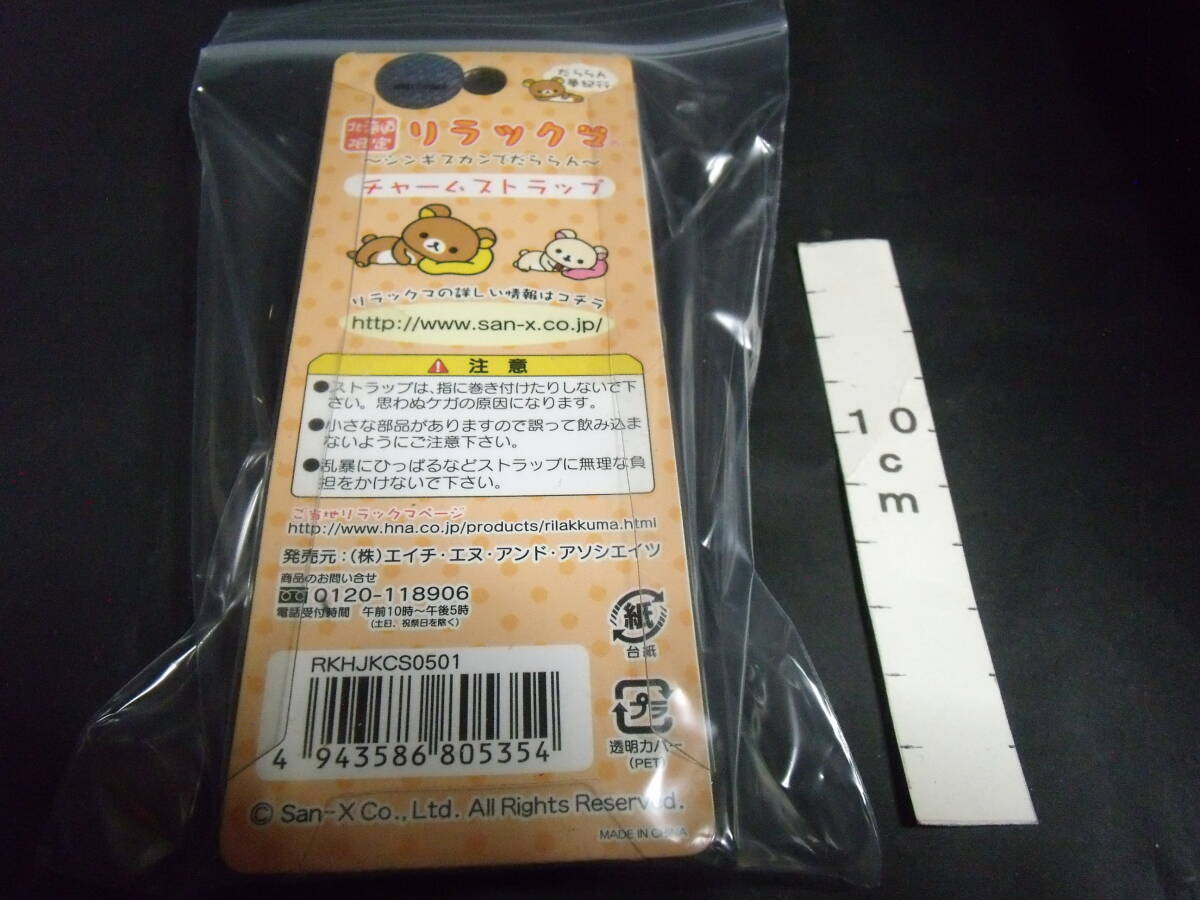 だららん
夢紀行
北海道
限定
リラックマ
～シンギスカンでだららん～
チャームストラップ
リラックマの詳しい情報はコチラ
http://www.san-x.co.jp/
注意
●ストラップは、指に巻き付けたりしないで下
さい。思わぬケガの原因になります。
●小さな部品がありますので誤って飲み込ま
ないようにご注意下さい。
●乱暴にひっぱるなどストラップに無理な負
担をかけないで下さい。
ご当地リラックマページ
http://www.hna.co.jp/products/rilakkuma.html
発売元：(株)エイチ・エヌ・アンド・アソシエイツ
商品のお問い合せ
0120-118906
電話受付時間 午前10時～午後5時
(土日、祝祭日を除く)
紙
台紙
RKHJKCS0501
4 943586 805354
プラ
透明カバー
(PET)
© San-X Co., Ltd. All Rights Reserved.
MADE IN CHINA
10
c
m